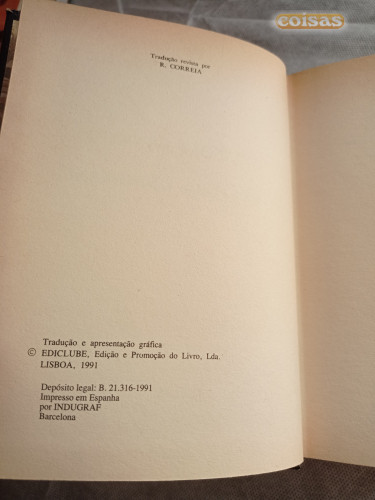 coisas
Tradução revista por
R. CORREIA
Tradução e apresentação gráfica
© EDICLUBE, Edição e Promoção do Livro, Lda.
LISBOA, 1991
Depósito legal: B. 21.316-1991
Impresso em Espanha
por INDUGRAF
Barcelona